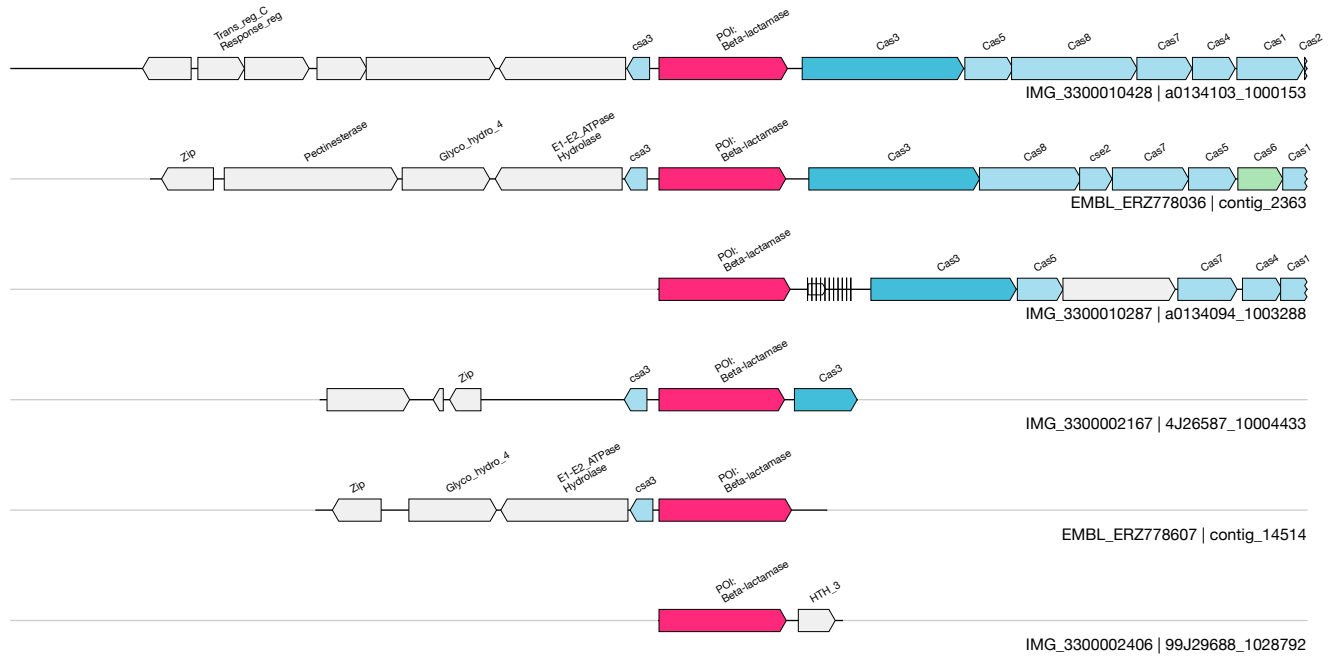 Trans_reg_C
Response_reg
csa3
POI:
Beta-lactamase
Cas3
Cas5
Cas8
Cas7
Cas4
Cas1
Cas2
IMG_3300010428 | a0134103_1000153
Zip
Pectinesterase
Glyco_hydro_4
E1-E2_ATPase
Hydrolase
csa3
POI:
Beta-lactamase
Cas3
Cas8
cse2
Cas7
Cas5
Cas6
Cas1
EMBL_ERZ778036 | contig_2363
POI:
Beta-lactamase
Cas3
Cas5
Cas7
Cas4
Cas1
IMG_3300010287 | a0134094_1003288
Zip
csa3
POI:
Beta-lactamase
Cas3
IMG_3300002167 | 4J26587_10004433
Zip
Glyco_hydro_4
E1-E2_ATPase
Hydrolase
csa3
POI:
Beta-lactamase
EMBL_ERZ778607 | contig_14514
POI:
Beta-lactamase
HTH_3
IMG_3300002406 | 99J29688_1028792